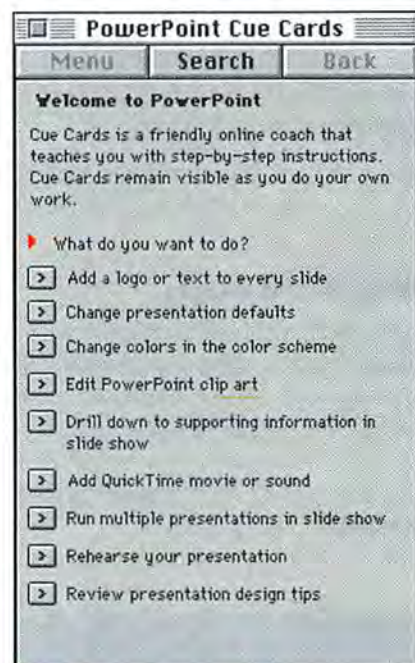 PowerPoint Cue Cards
Menu Search Back
Welcome to PowerPoint
Cue Cards is a friendly online coach that
teaches you with step-by-step instructions.
Cue Cards remain visible as you do your own
work.
What do you want to do?
> Add a logo or text to every slide
> Change presentation defaults
> Change colors in the color scheme
> Edit PowerPoint clip art
> Drill down to supporting information in
slide show
> Add QuickTime movie or sound
> Run multiple presentations in slide show
> Rehearse your presentation
> Review presentation design tips